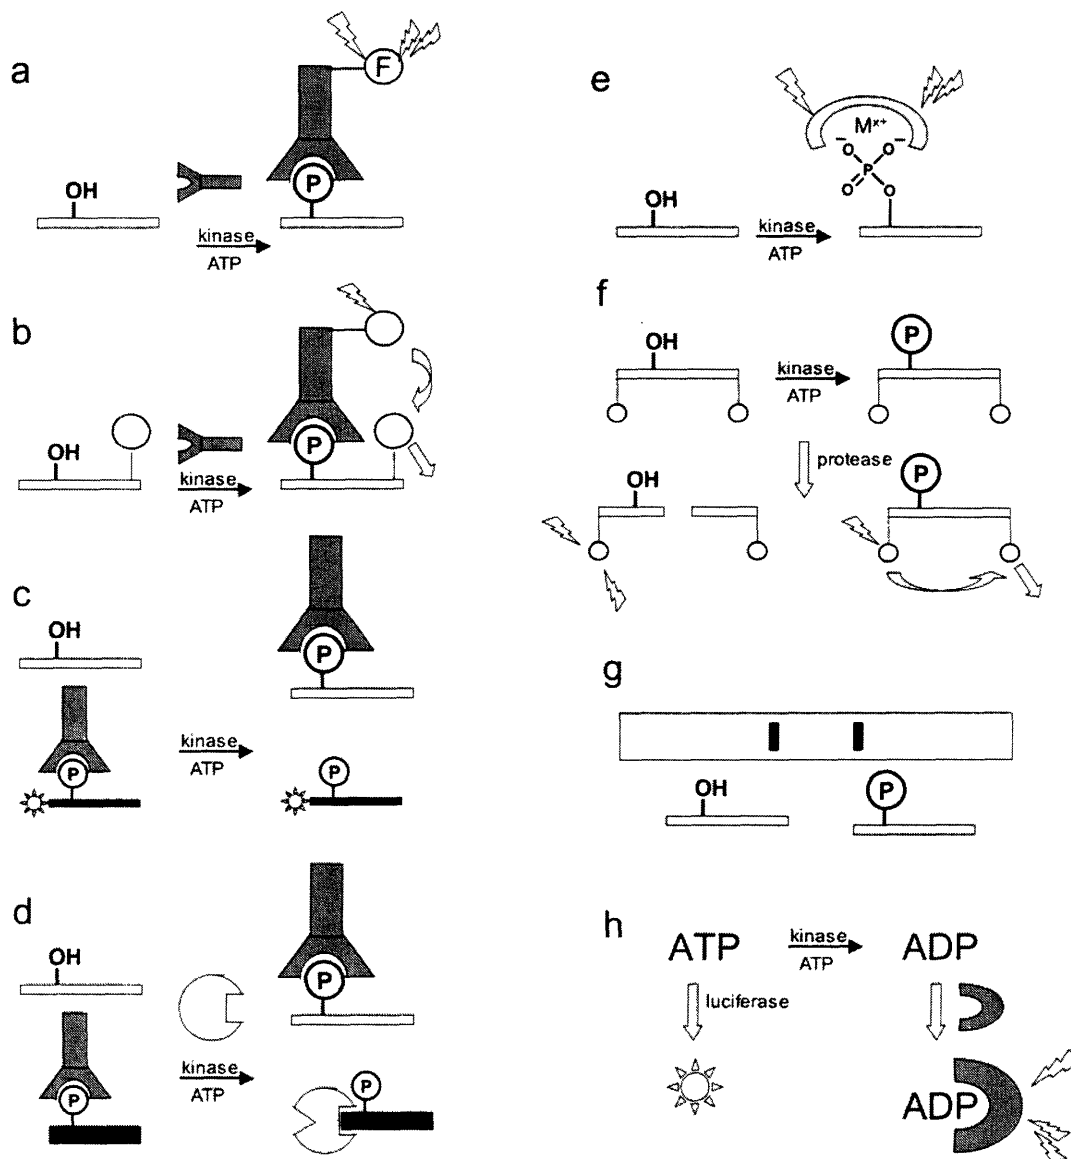 a
F
OH
P
kinase
ATP
b
OH
P
kinase
ATP
c
OH
P
P
kinase
ATP
P
d
OH
P
P
kinase
ATP
P
e
M^x+
− −
O O
P
O O
OH
kinase
ATP
f
OH
kinase
ATP
P
protease
OH
P
g
OH
P
h
ATP
kinase
ATP
ADP
luciferase
ADP